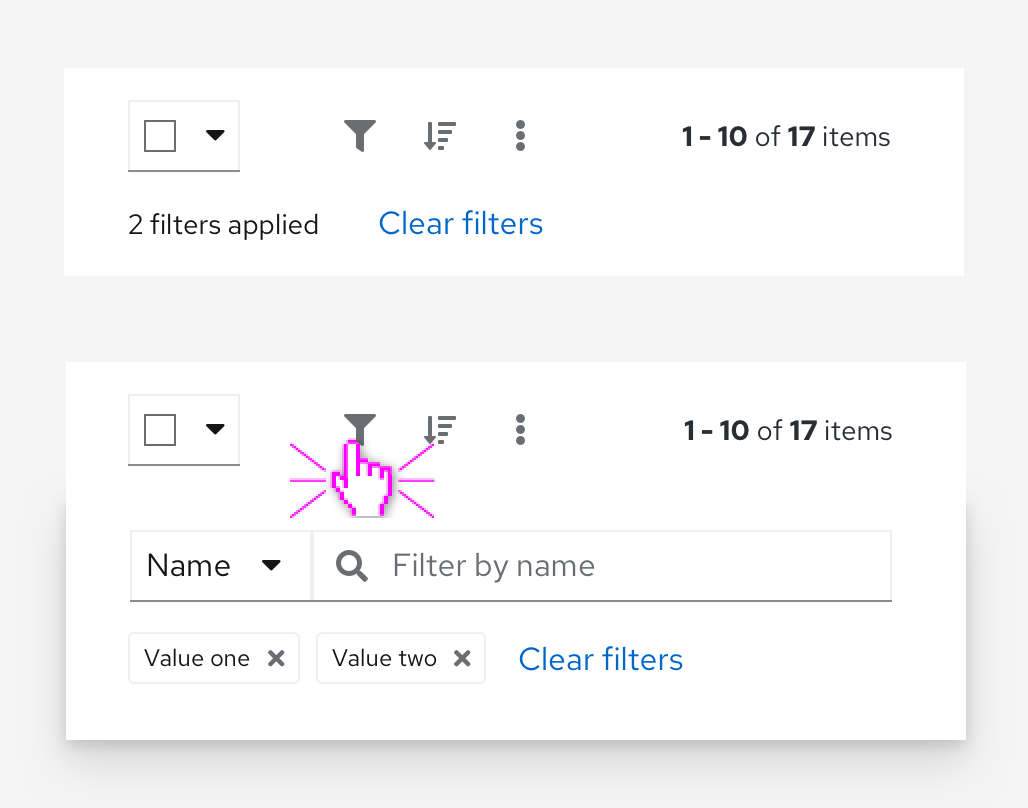 1 - 10 of 17 items
2 filters applied Clear filters
1 - 10 of 17 items
Name Filter by name
Value one Value two Clear filters